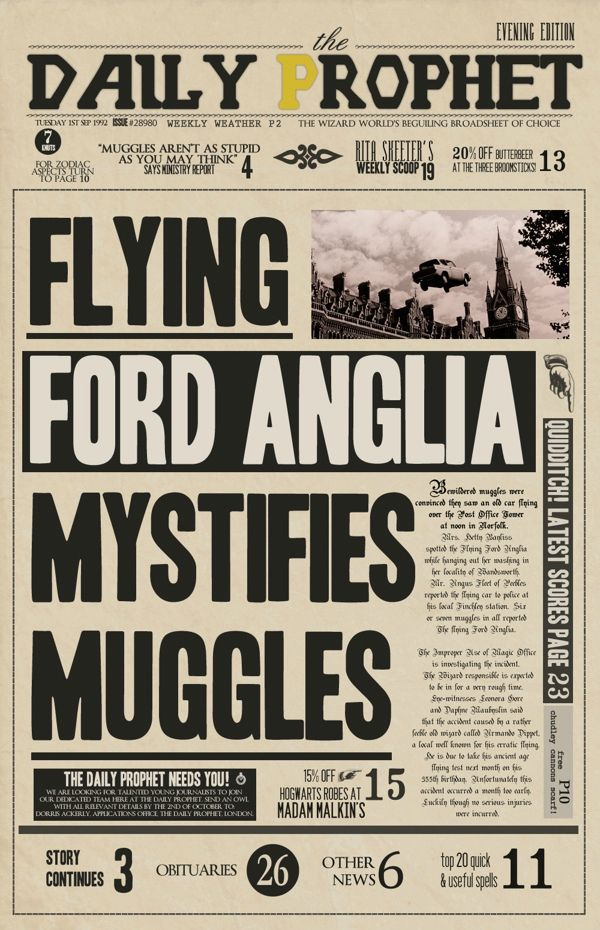 EVENING EDITION
the
DAILY PROPHET
TUESDAY 1ST SEP 1992 ISSUE #28980 WEEKLY WEATHER P2 THE WIZARD WORLD'S BEGUILING BROADSHEET OF CHOICE
7
KNUTS
FOR ZODIAC
ASPECTS TURN
TO PAGE 10
"MUGGLES AREN'T AS STUPID
AS YOU MAY THINK"
SAYS MINISTRY REPORT 4
RITA SKEETER'S
WEEKLY SCOOP 19
20% OFF BUTTERBEER
AT THE THREE BROOMSTICKS! 13
FLYING
FORD ANGLIA
MYSTIFIES
MUGGLES
Bewildered muggles were
convinced they saw an old car flying
over the Post Office Tower
at noon in Norfolk.
Mrs. Hetty Bayliss
spotted the Flying Ford Anglia
while hanging out her washing in
her locality of Wandsworth.
Mr. Angus Fleet of Peebles
reported the flying car to police at
his local Finchley station. Six
or seven muggles in all reported
The flying Ford Anglia.
The Improper Use of Magic Office
is investigating the incident.
The Wizard responsible is expected
to be in for a very rough time.
Eye-witnesses Leonora Gore
and Daphne Maubyslin said
that the accident caused by a rather
feeble old wizard called Armando Dippet,
a local well known for his erratic flying.
He is due to take his ancient age
flying test next month on his
355th birthday. Unfortunately this
accident occurred a month too early.
Luckily though no serious injuries
were incurred.
QUIDDITCH! LATEST SCORES PAGE 23
free P10
chudley cannons scarf!
THE DAILY PROPHET NEEDS YOU!
WE ARE LOOKING FOR TALENTED YOUNG JOURNALISTS TO JOIN
OUR DEDICATED TEAM HERE AT THE DAILY PROPHET. SEND AN OWL
WITH ALL RELEVANT DETAILS BY THE 2ND OF OCTOBER TO:
DORRIS ACKERLY. APPLICATIONS OFFICE, THE DAILY PROPHET, LONDON.
15% OFF
HOGWARTS ROBES AT
MADAM MALKIN'S 15
STORY
CONTINUES 3
OBITUARIES 26
OTHER
NEWS 6
top 20 quick
& useful spells 11